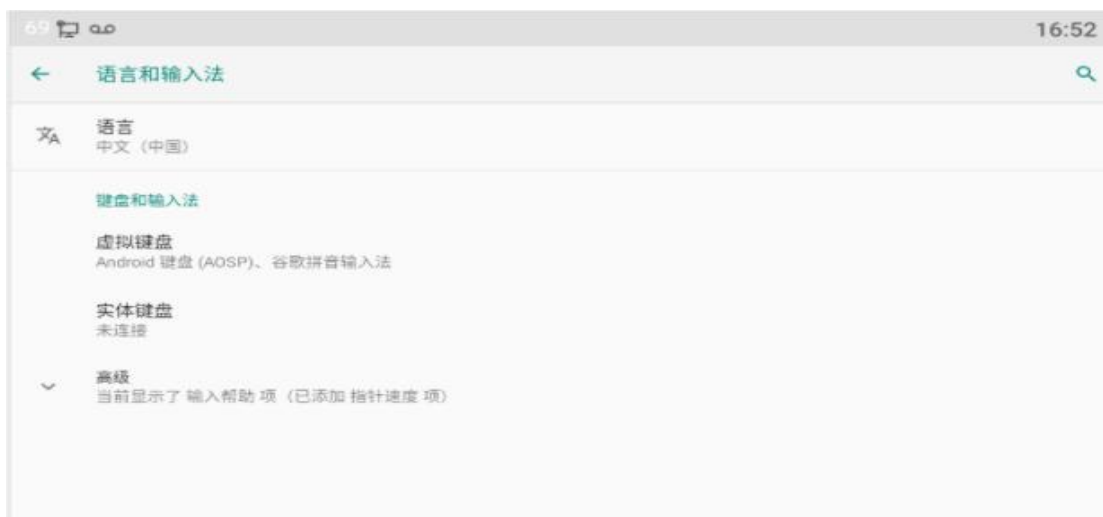 69 16:52
语言和输入法
语言
中文（中国）
键盘和输入法
虚拟键盘
Android 键盘 (AOSP)、谷歌拼音输入法
实体键盘
未连接
高级
当前显示了 输入帮助 项（已添加 指针速度 项）